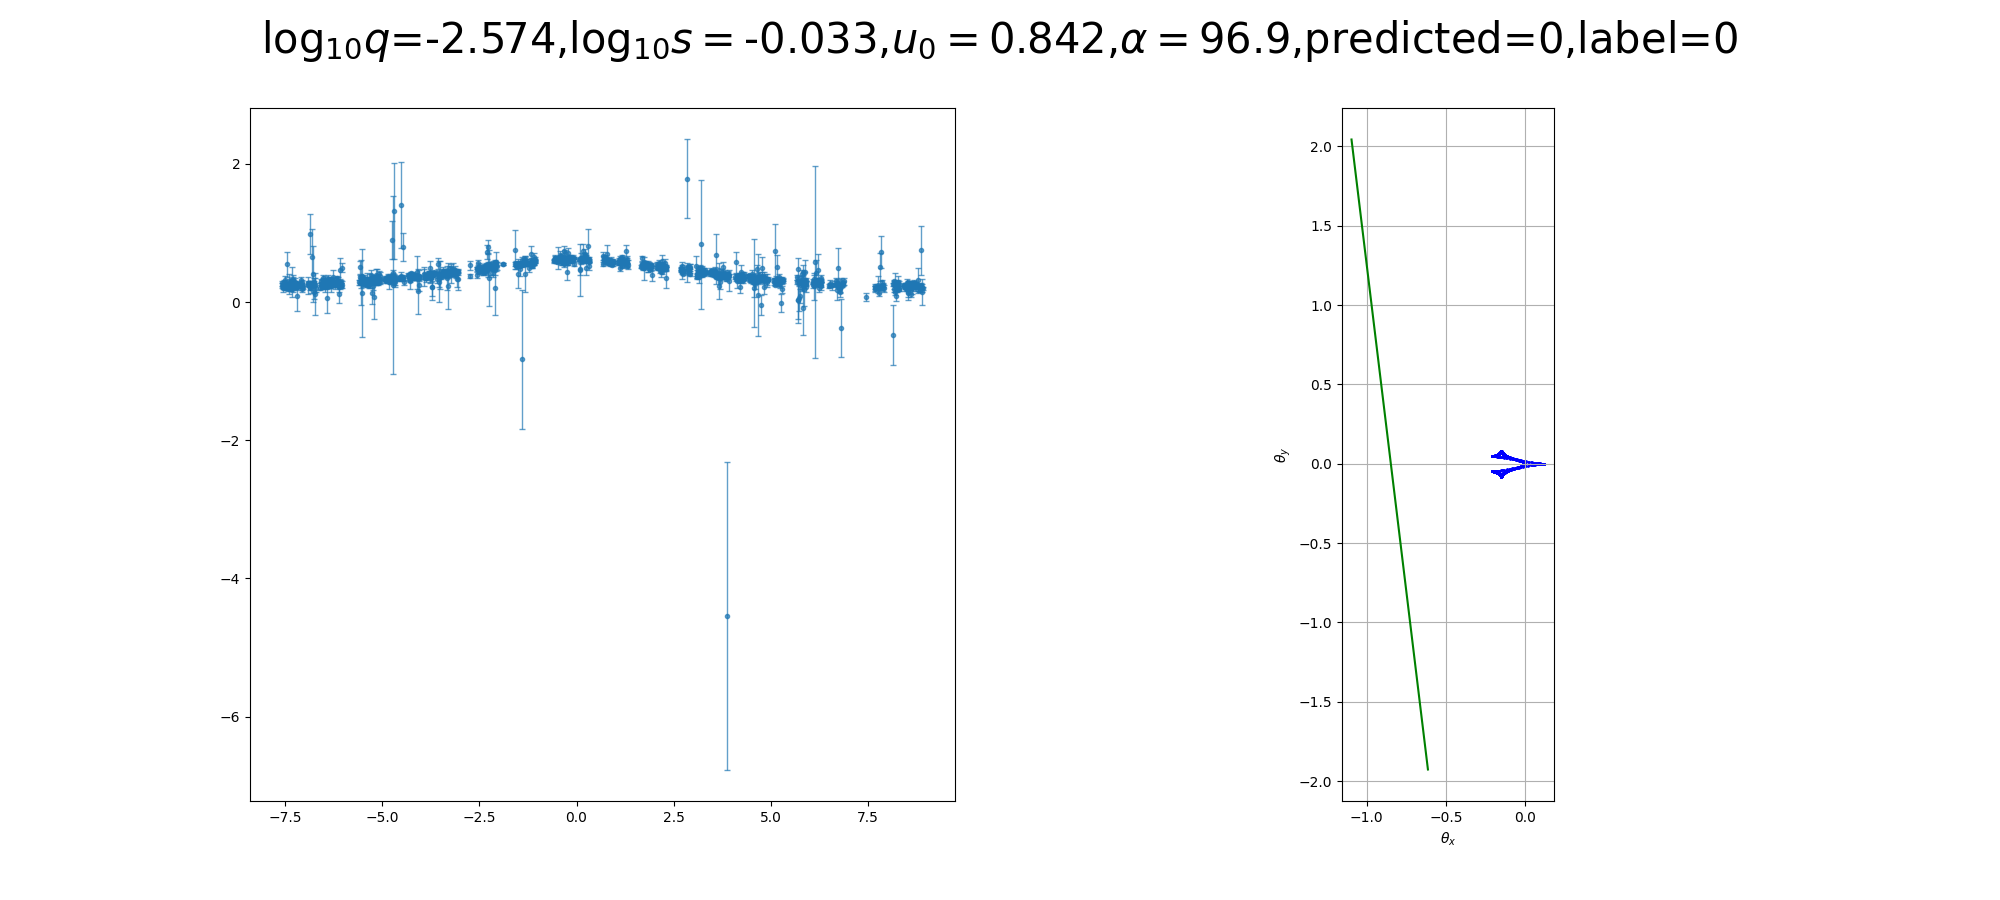 log₁₀q=-2.574,log₁₀s = -0.033,u₀ = 0.842,α = 96.9,predicted=0,label=0
2
0
−2
−4
−6
−7.5 −5.0 −2.5 0.0 2.5 5.0 7.5
2.0
1.5
1.0
0.5
0.0
−0.5
−1.0
−1.5
−2.0
θy
−1.0 −0.5 0.0
θx